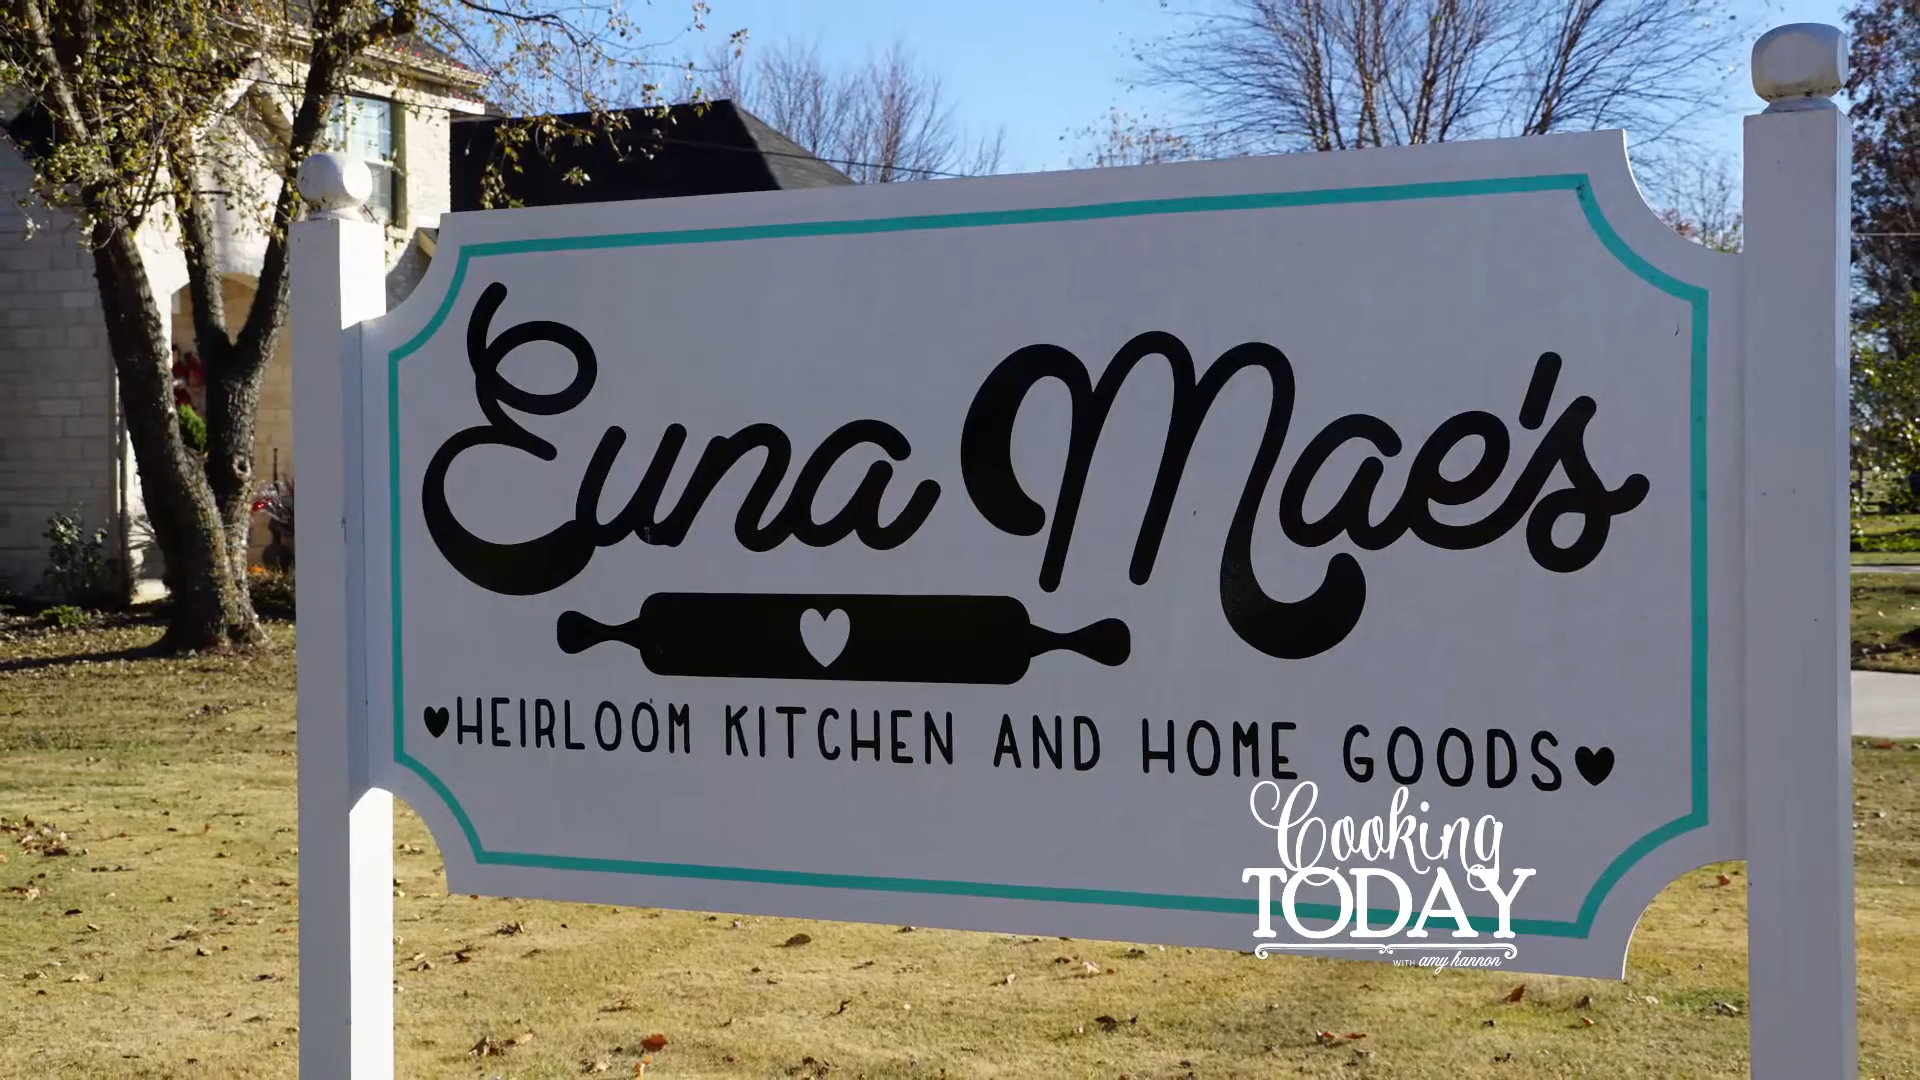 Euna Mae's
HEIRLOOM KITCHEN AND HOME GOODS
Cooking
TODAY
WITH amy hannon